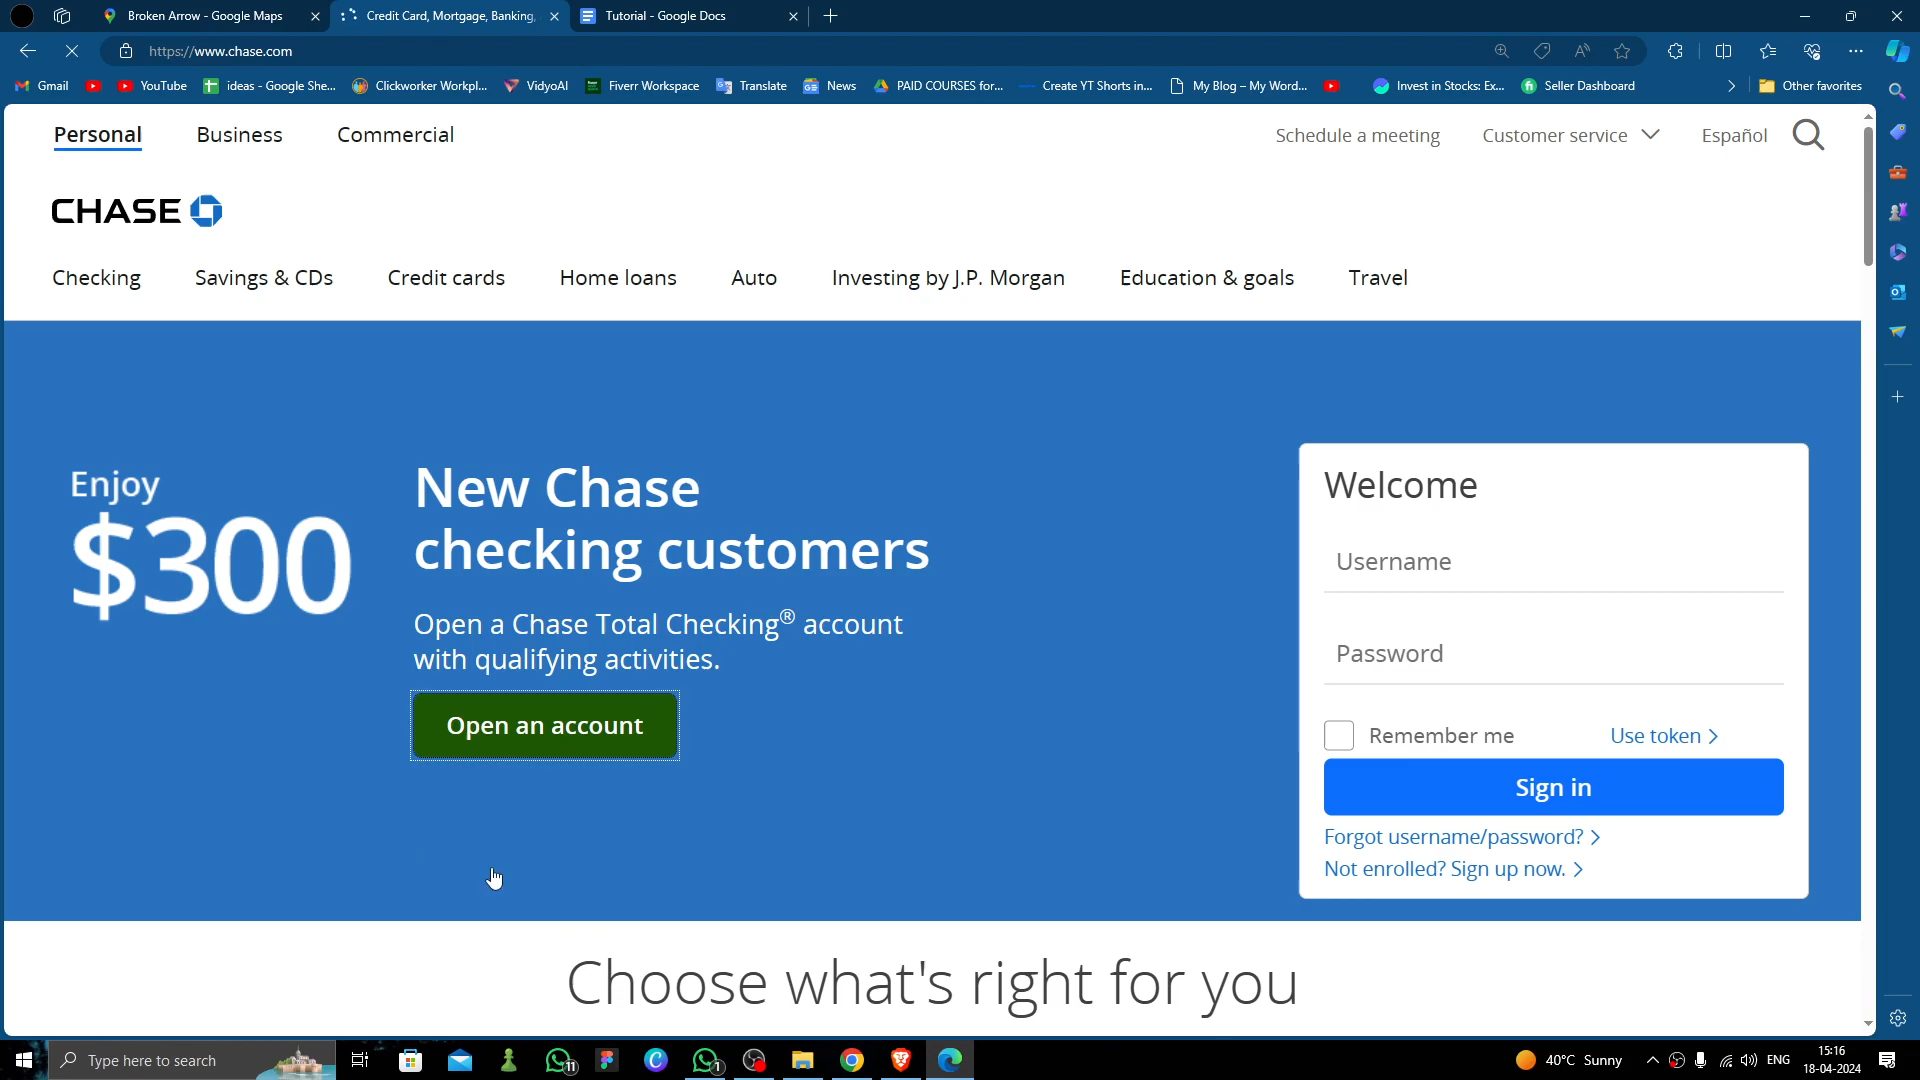 Broken Arrow - Google Maps
Credit Card, Mortgage, Banking,
Tutorial - Google Docs
https://www.chase.com
Gmail
YouTube
ideas - Google She...
Clickworker Workpl...
VidyoAI
Fiverr Workspace
Translate
News
PAID COURSES for...
Create YT Shorts in...
My Blog – My Word...
Invest in Stocks: Ex...
Seller Dashboard
Other favorites
Personal
Business
Commercial
Schedule a meeting
Customer service
Español
CHASE
Checking
Savings & CDs
Credit cards
Home loans
Auto
Investing by J.P. Morgan
Education & goals
Travel
Enjoy
$300
New Chase
checking customers
Open a Chase Total Checking® account
with qualifying activities.
Open an account
Welcome
Username
Password
Remember me
Use token
Sign in
Forgot username/password?
Not enrolled? Sign up now.
Choose what's right for you
Type here to search
11
1
40°C Sunny
ENG
15:16
18-04-2024